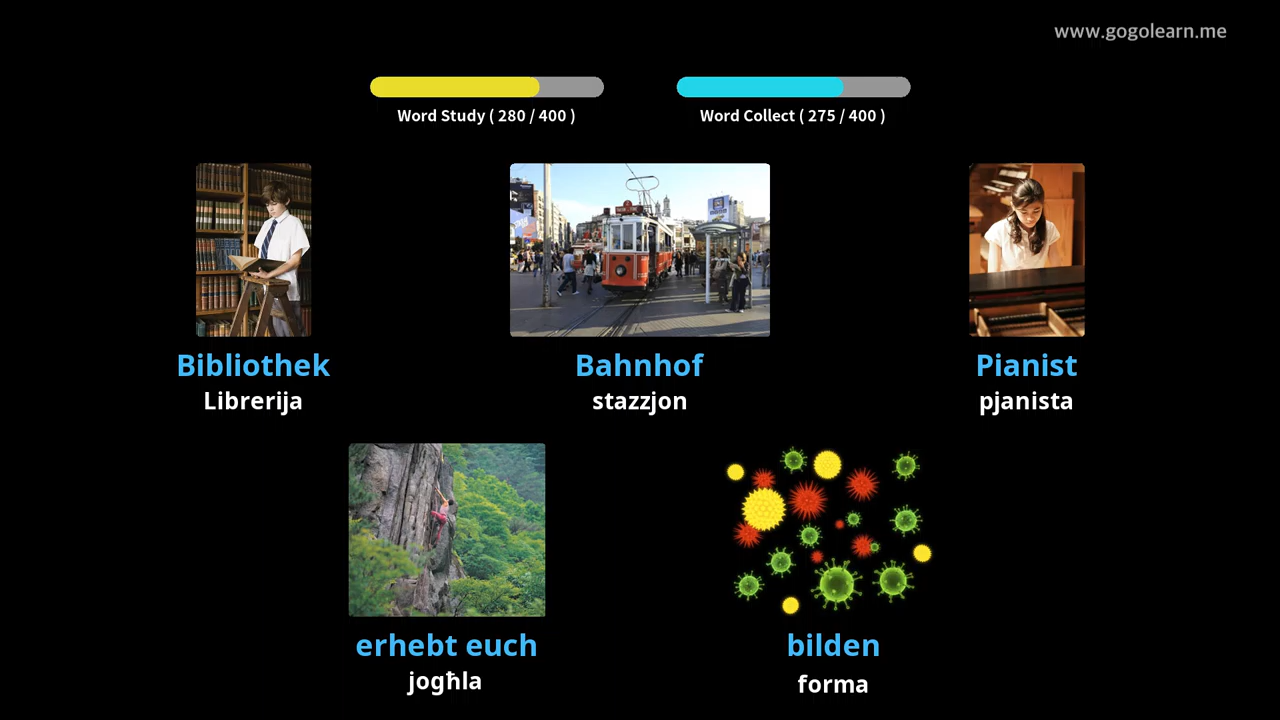 www.gogolearn.me
Word Study ( 280 / 400 )
Word Collect ( 275 / 400 )
Bibliothek
Librerija
Bahnhof
stazzjon
Pianist
pjanista
erhebt euch
jogħla
bilden
forma